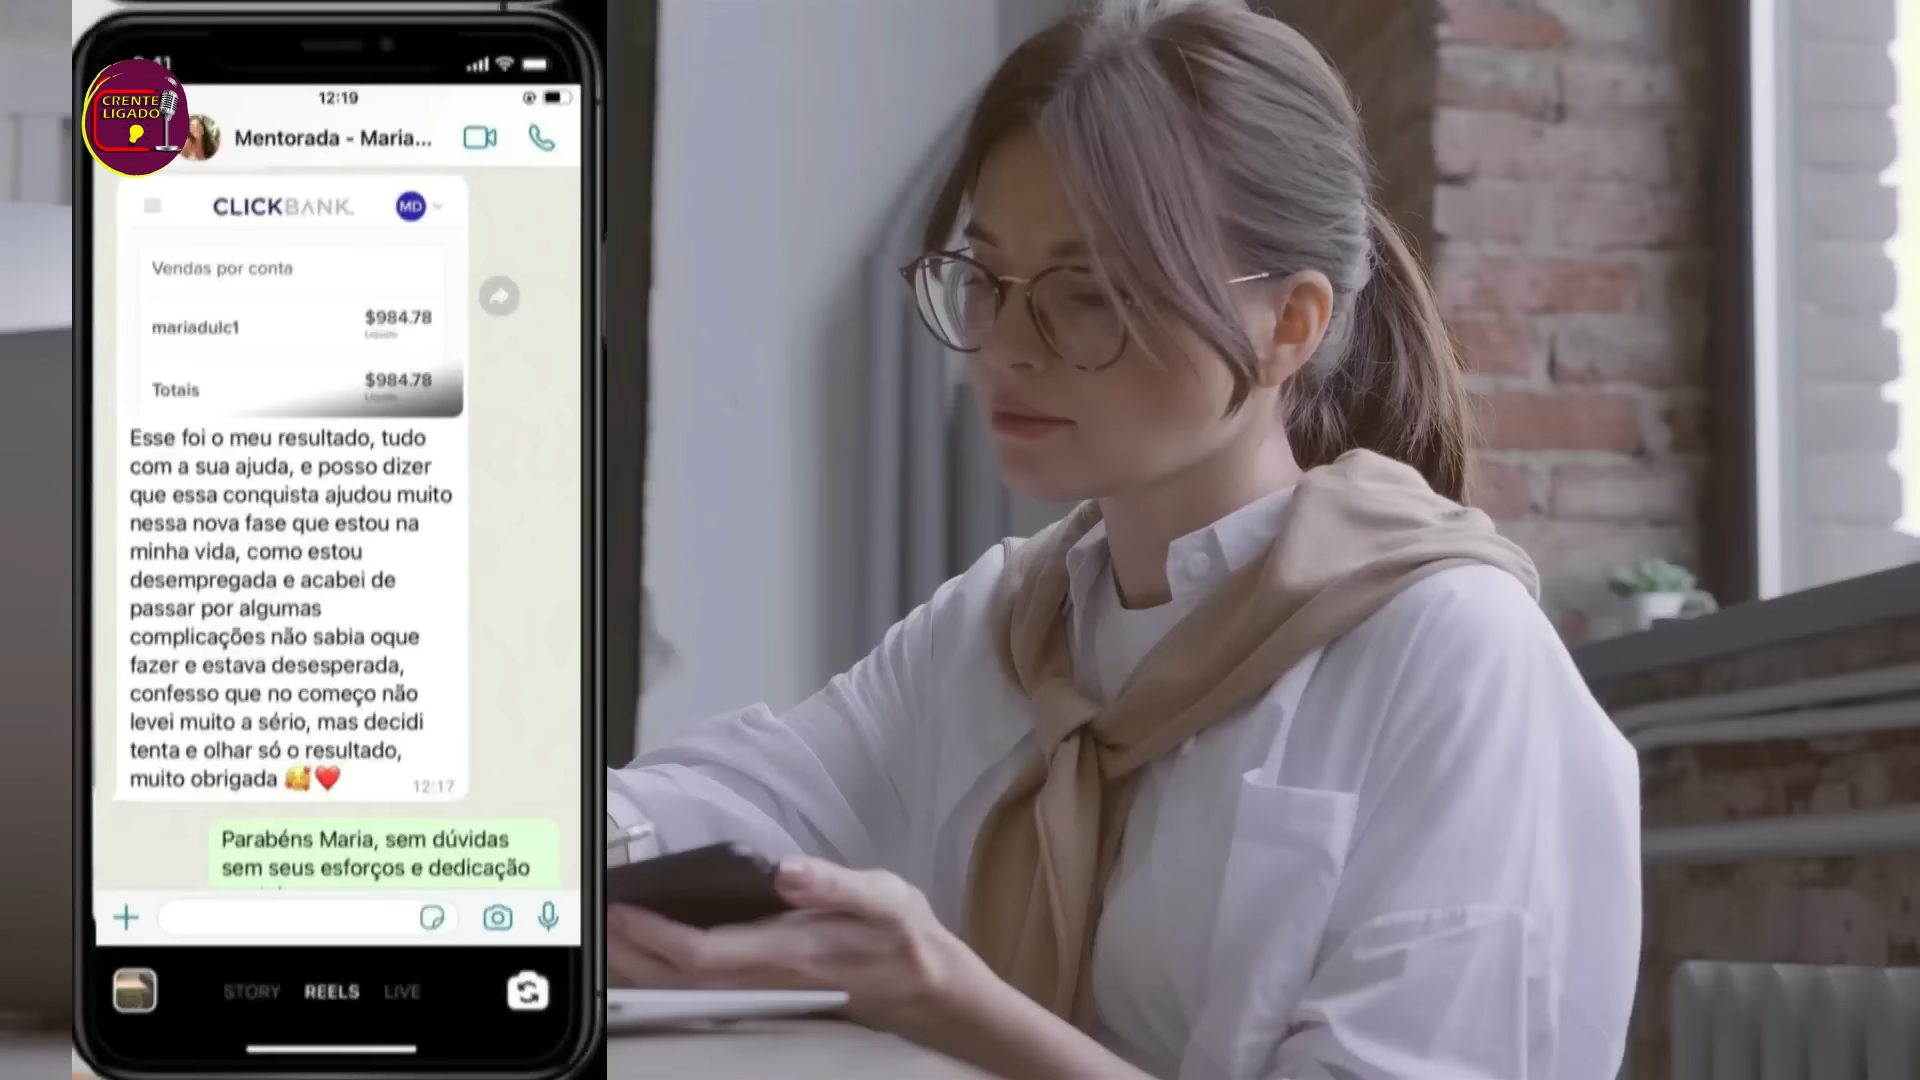 CRENTE
LIGADO
12:19
Mentorada - Maria...
CLICKBANK.
MD
Vendas por conta
mariadulc1
$984.78
Totais
$984.78
Esse foi o meu resultado, tudo
com a sua ajuda, e posso dizer
que essa conquista ajudou muito
nessa nova fase que estou na
minha vida, como estou
desempregada e acabei de
passar por algumas
complicações não sabia oque
fazer e estava desesperada,
confesso que no começo não
levei muito a sério, mas decidi
tenta e olhar só o resultado,
muito obrigada 🥰❤️
12:17
Parabéns Maria, sem dúvidas
sem seus esforços e dedicação
STORY REELS LIVE